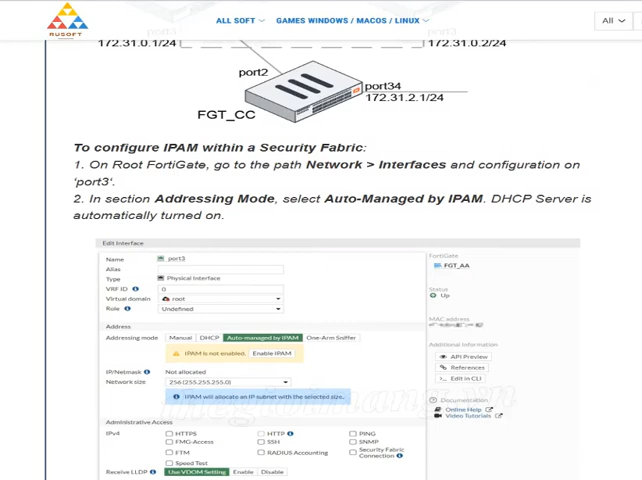 RUSOFT
ALL SOFT
GAMES WINDOWS / MACOS / LINUX
All
172.31.0.1/24
172.31.0.2/24
port2
port34
172.31.2.1/24
FGT_CC
To configure IPAM within a Security Fabric:
1. On Root FortiGate, go to the path Network > Interfaces and configuration on
'port3'.
2. In section Addressing Mode, select Auto-Managed by IPAM. DHCP Server is
automatically turned on.
Edit Interface
Name port3
Alias
Type Physical Interface
VRF ID 0
Virtual domain root
Role Undefined
Address
Addressing mode Manual DHCP Auto-managed by IPAM One-Arm Sniffer
IPAM is not enabled. Enable IPAM
IP/Netmask Not allocated
Network size 256 (255.255.255.0)
IPAM will allocate an IP subnet with the selected size.
Administrative Access
IPv4 HTTPS HTTP PING
FMG-Access SSH SNMP
FTM RADIUS Accounting Security Fabric
Connection
Speed Test
Receive LLDP Use VDOM Setting Enable Disable
FortiGate
FGT_AA
Status
Up
MAC address
Additional Information
API Preview
References
Edit in CLI
Documentation
Online Help
Video Tutorials
thegioimang.vn